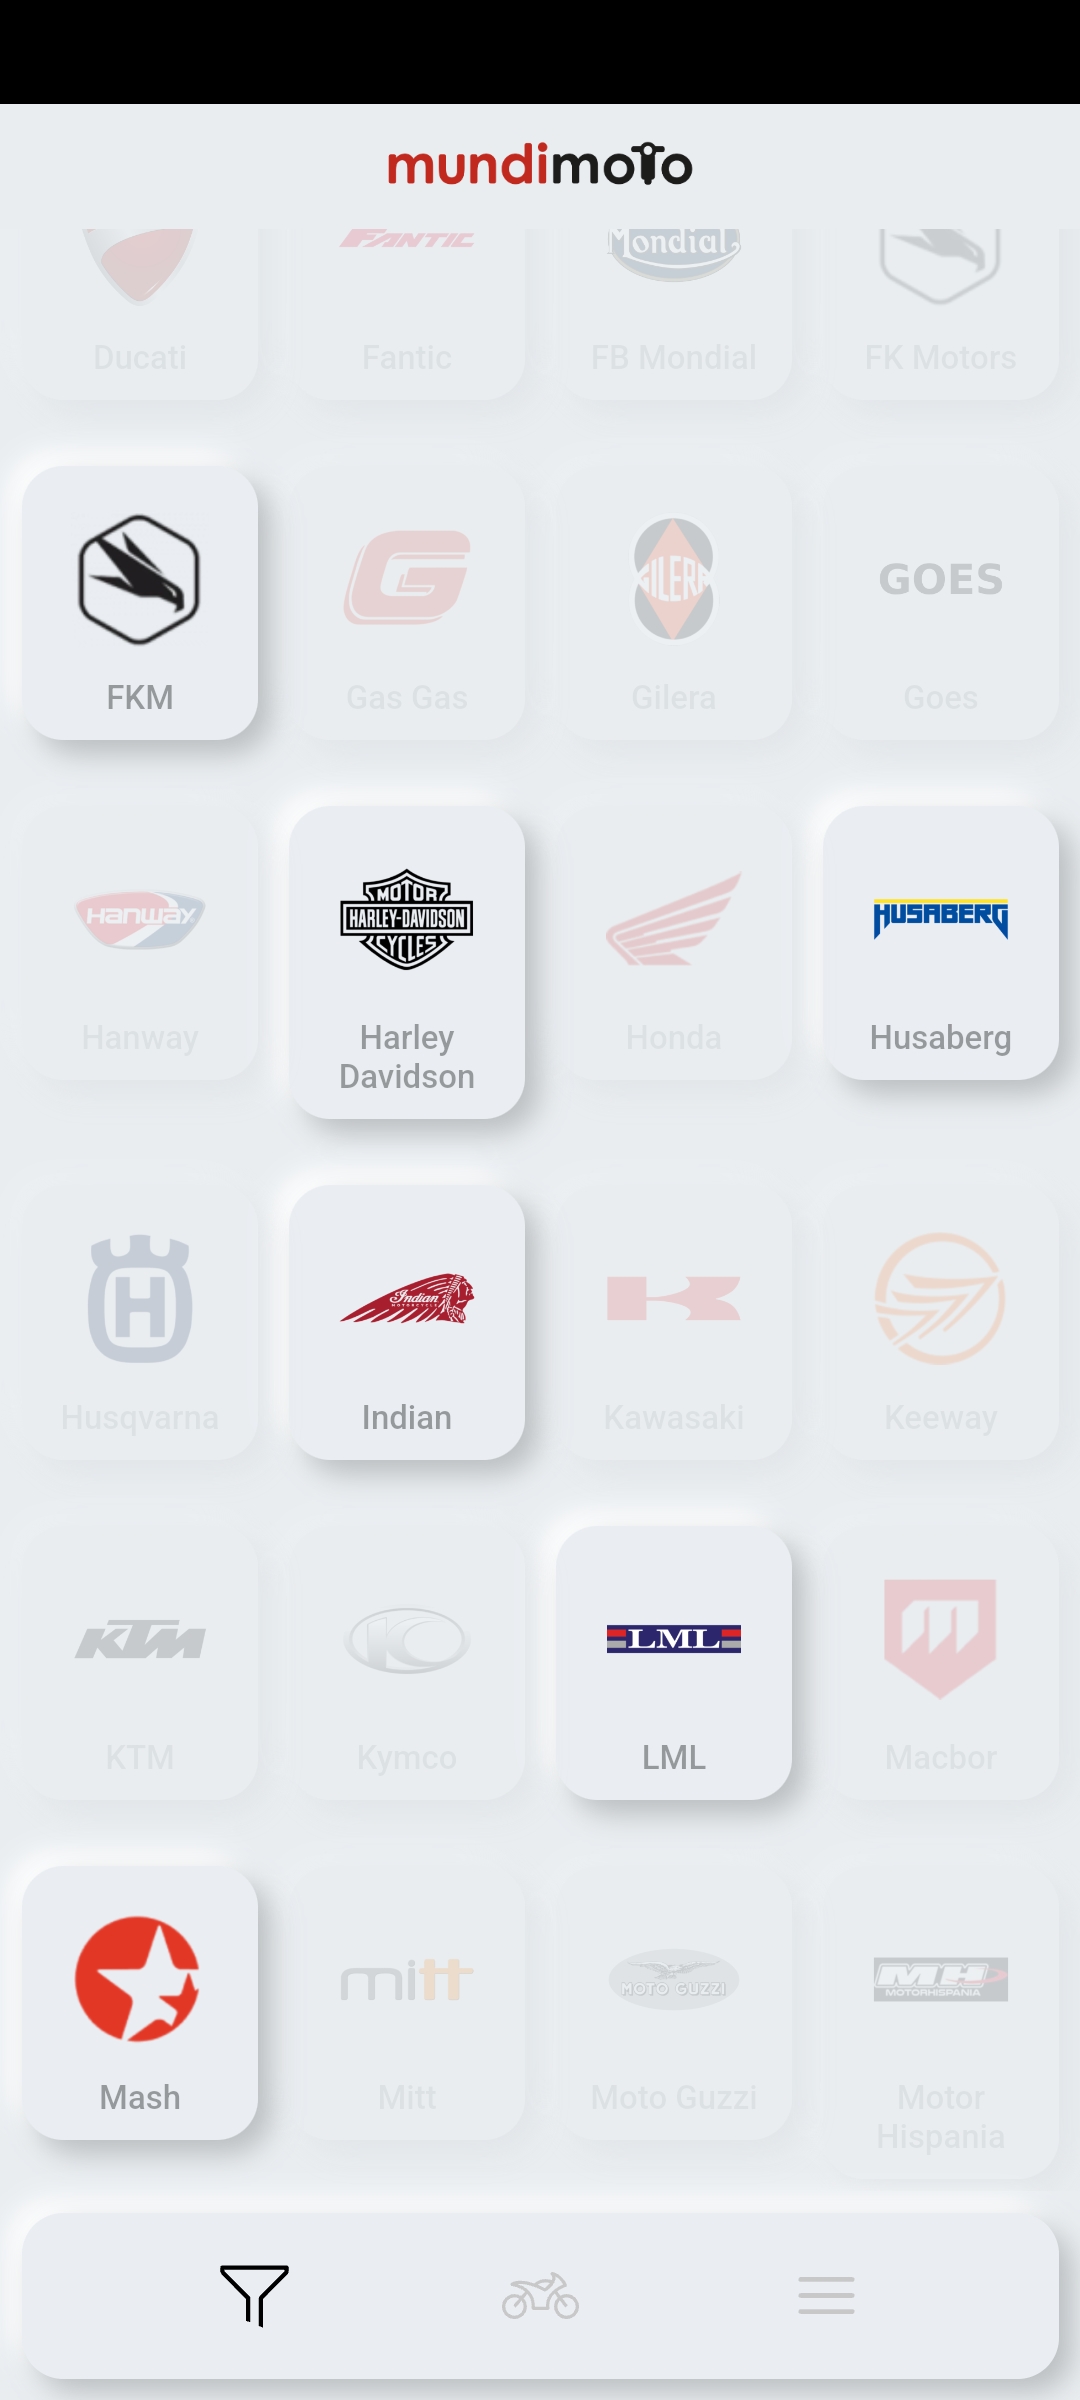 mundimoto
FANTIC
Mondial
Ducati
Fantic
FB Mondial
FK Motors
G
GILERA
GOES
FKM
Gas Gas
Gilera
Goes
HANWAY
MOTOR
HARLEY-DAVIDSON
CYCLES
HUSABERG
Hanway
Harley
Davidson
Honda
Husaberg
H
Indian
MOTORCYCLE
Husqvarna
Indian
Kawasaki
Keeway
KTM
KC
LML
KTM
Kymco
LML
Macbor
mitt
MOTO GUZZI
MH
MOTORHISPANIA
Mash
Mitt
Moto Guzzi
Motor
Hispania